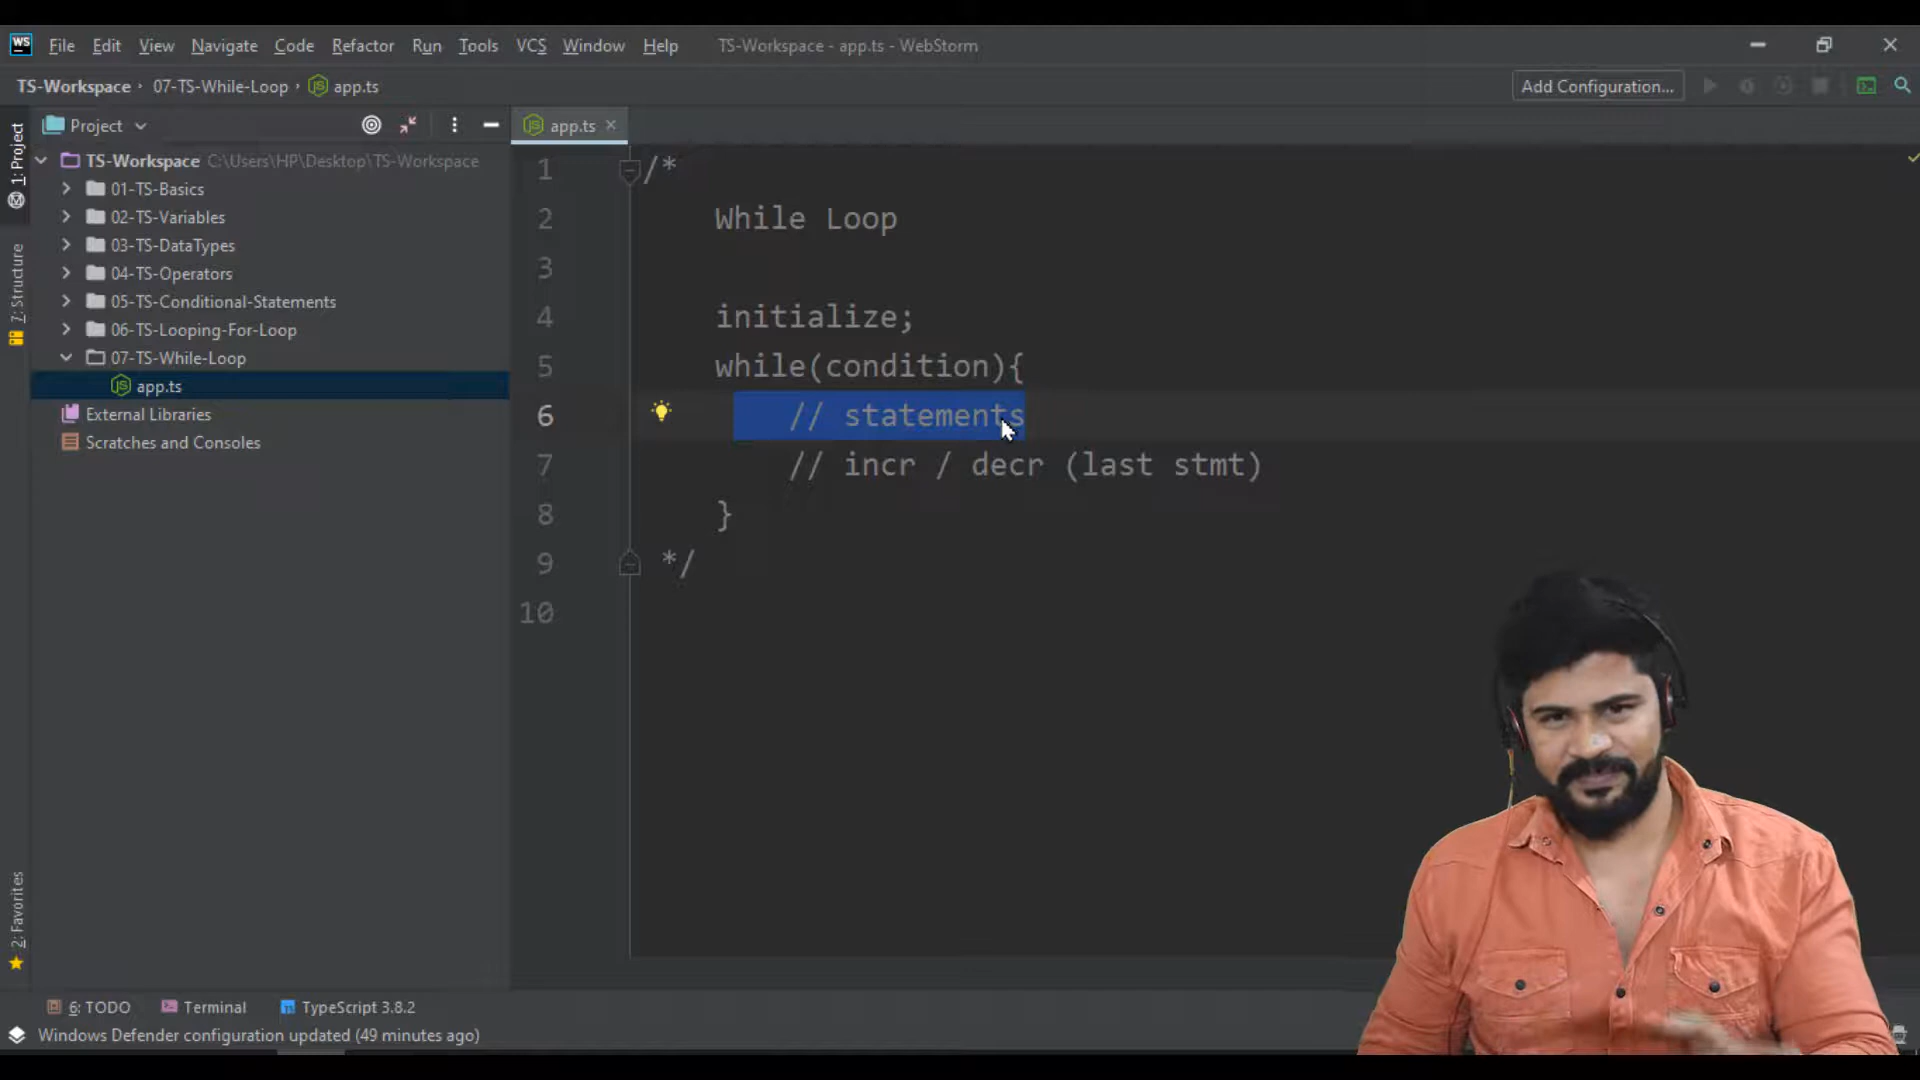 WS File Edit View Navigate Code Refactor Run Tools VCS Window Help TS-Workspace - app.ts - WebStorm
TS-Workspace › 07-TS-While-Loop › app.ts
Add Configuration...
1: Project
7: Structure
2: Favorites
Project
TS-Workspace C:\Users\HP\Desktop\TS-Workspace
01-TS-Basics
02-TS-Variables
03-TS-DataTypes
04-TS-Operators
05-TS-Conditional-Statements
06-TS-Looping-For-Loop
07-TS-While-Loop
app.ts
External Libraries
Scratches and Consoles
app.ts
1 /*
2 While Loop
3
4 initialize;
5 while(condition){
6 // statements
7 // incr / decr (last stmt)
8 }
9 */
10
6: TODO Terminal TypeScript 3.8.2
Windows Defender configuration updated (49 minutes ago)